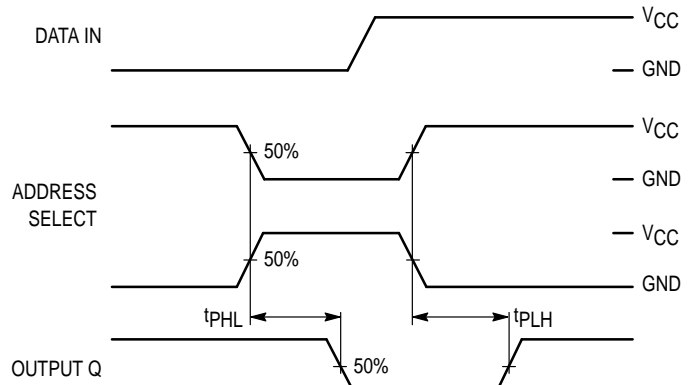 DATA IN
VCC
GND
VCC
50%
GND
ADDRESS
SELECT
VCC
50%
GND
tPHL
tPLH
OUTPUT Q
50%